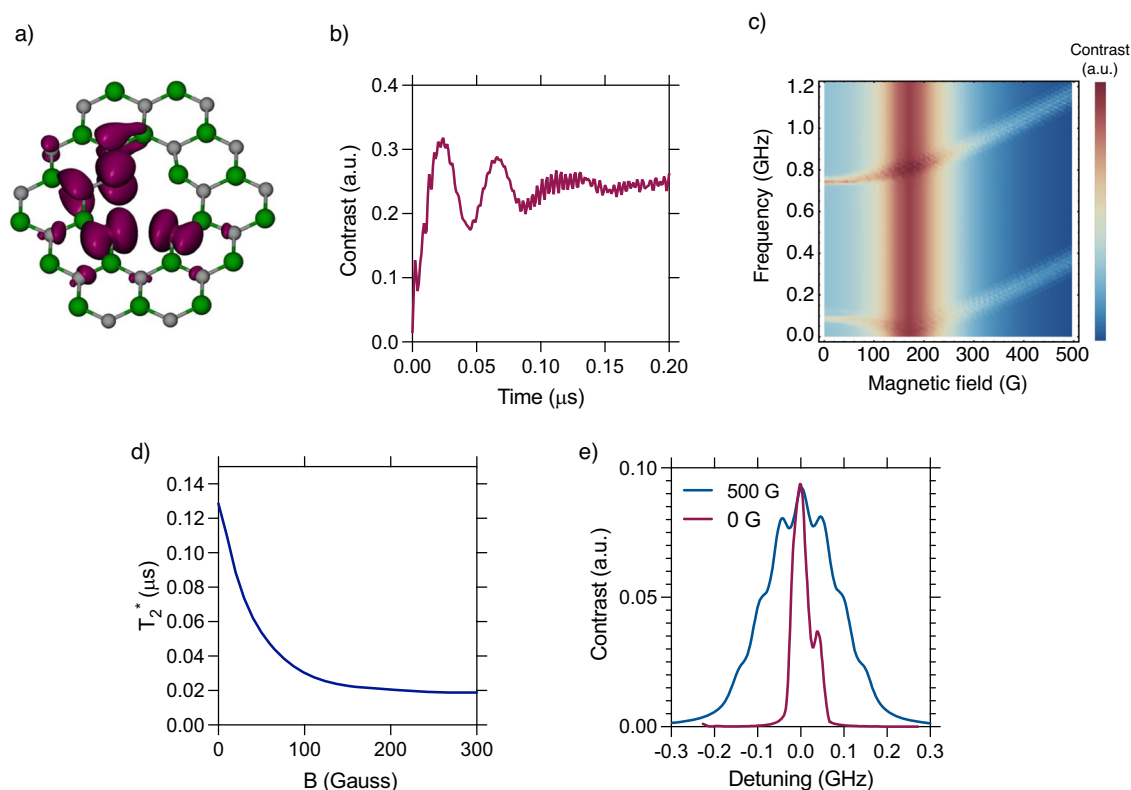 a)
b)
0.4
0.3
0.2
0.1
0.0
Contrast (a.u.)
0.00
0.05
0.10
0.15
0.20
Time (μs)
c)
Contrast
(a.u.)
1.2
1.0
0.8
0.6
0.4
0.2
0.0
Frequency (GHz)
0
100
200
300
400
500
Magnetic field (G)
d)
0.14
0.12
0.10
0.08
0.06
0.04
0.02
0.00
T2* (μs)
0
100
200
300
B (Gauss)
e)
0.10
0.05
0.00
Contrast (a.u.)
500 G
0 G
-0.3
-0.2
-0.1
0.0
0.1
0.2
0.3
Detuning (GHz)